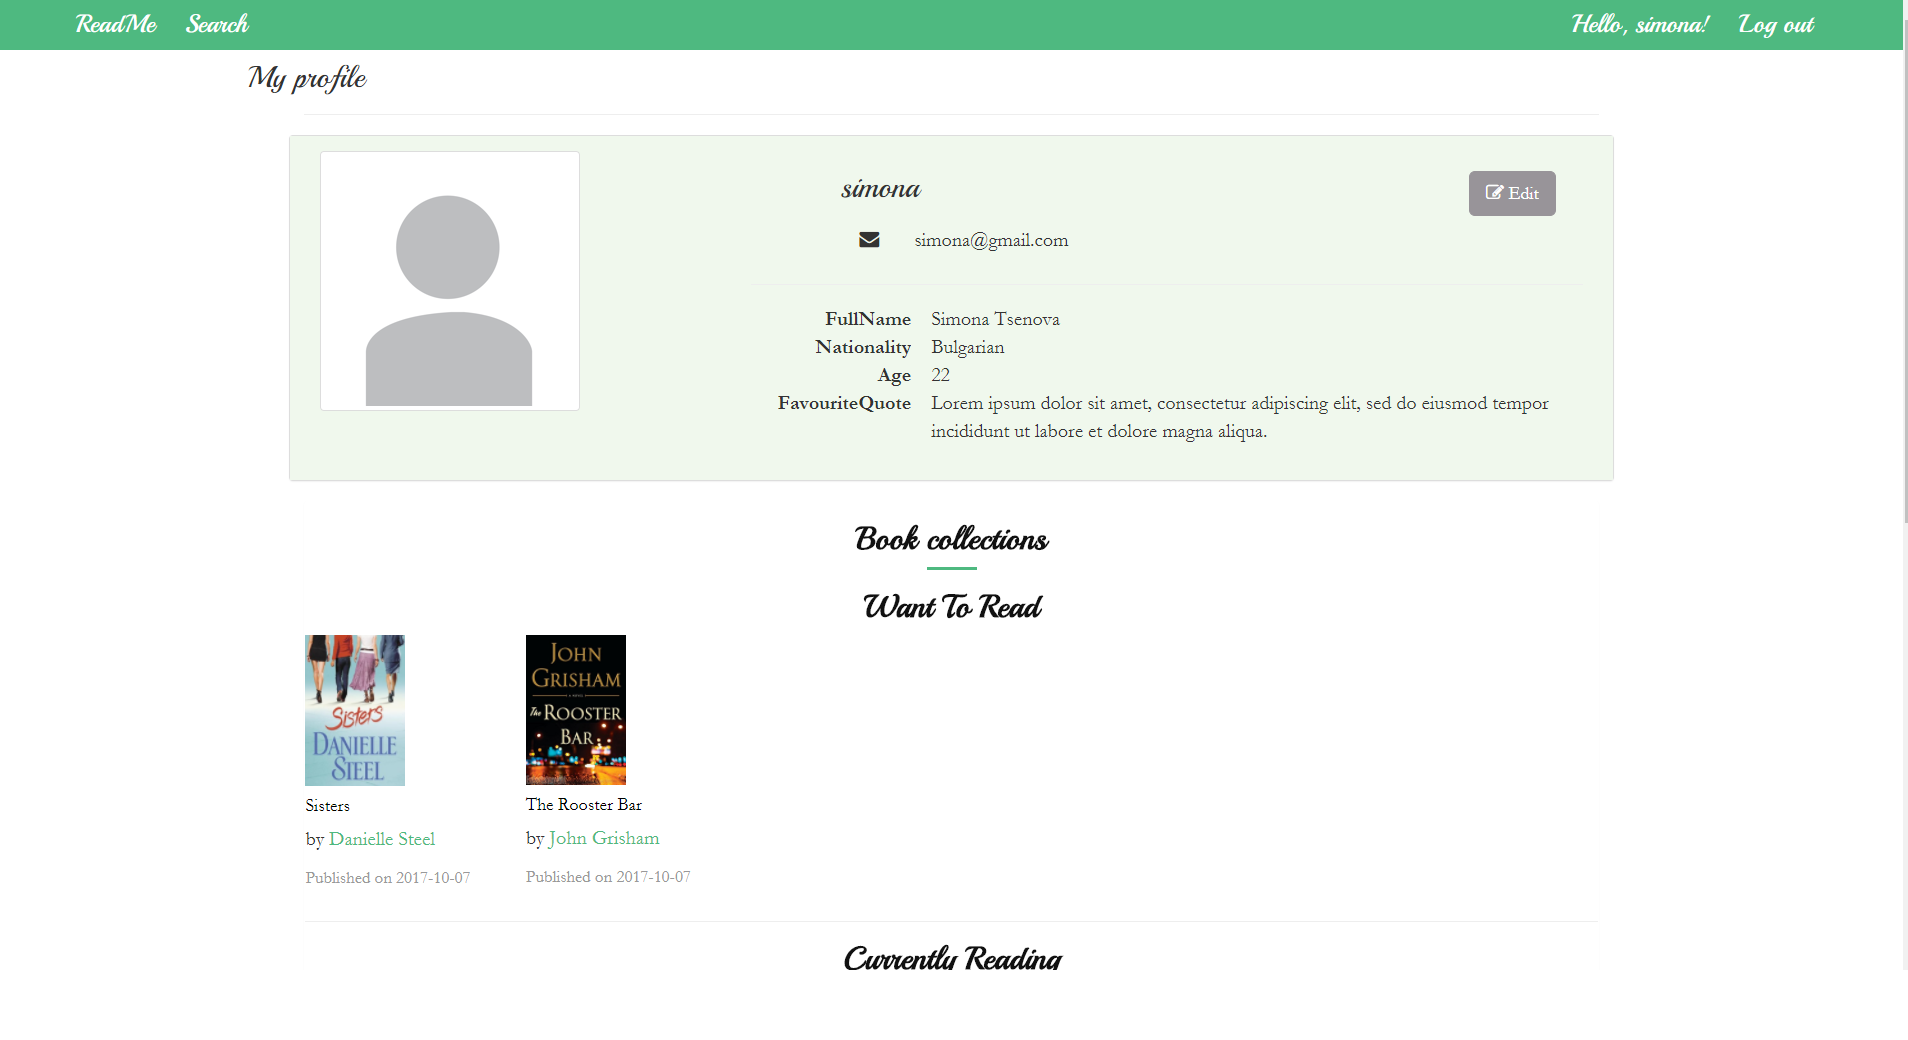 ReadMe Search Hello, simona! Log out
My profile
simona
Edit
simona@gmail.com
FullName Simona Tsenova
Nationality Bulgarian
Age 22
FavouriteQuote Lorem ipsum dolor sit amet, consectetur adipiscing elit, sed do eiusmod tempor
incididunt ut labore et dolore magna aliqua.
Book collections
Want To Read
Sisters
DANIELLE
STEEL
JOHN
GRISHAM
A NOVEL
The ROOSTER
BAR
Sisters
by Danielle Steel
Published on 2017-10-07
The Rooster Bar
by John Grisham
Published on 2017-10-07
Currently Reading